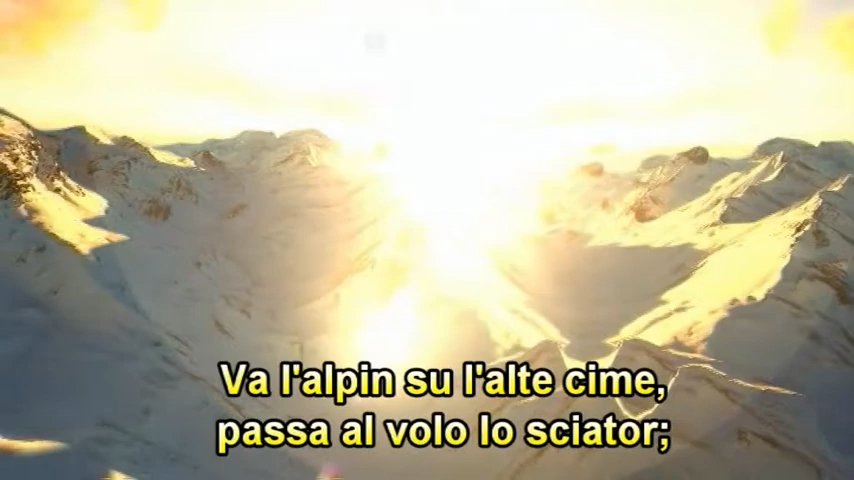 Va l'alpin su l'alte cime,
passa al volo lo sciator;